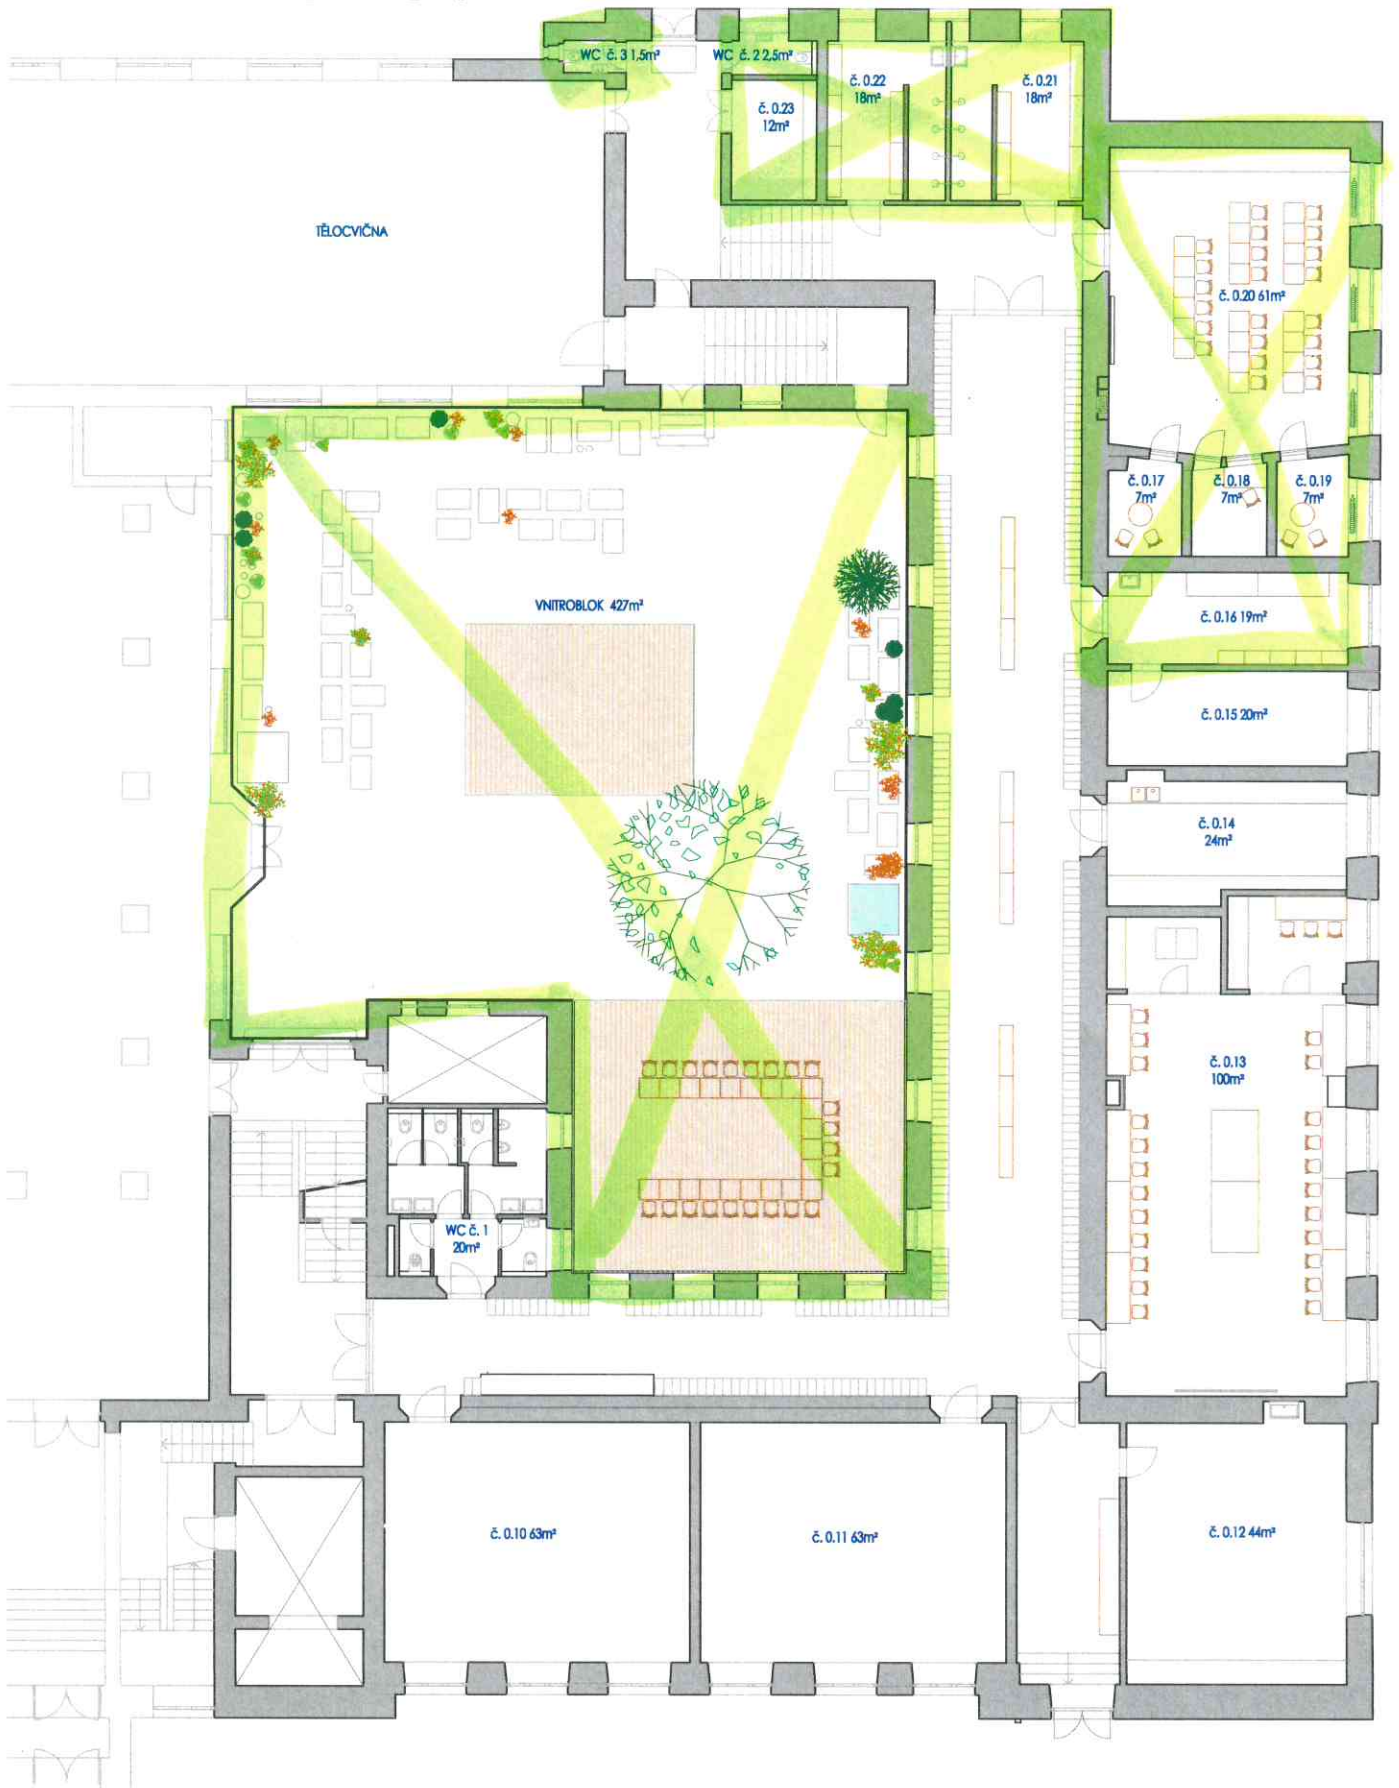 WC č. 3 1,5m²
WC č. 2 2,5m²
č. 0.22
18m²
č. 0.21
18m²
č. 0.23
12m²
TĚLOCVIČNA
č. 0.20 61m²
č. 0.17
7m²
č. 0.18
7m²
č. 0.19
7m²
VNITROBLOK 427m²
č. 0.16 19m²
č. 0.15 20m²
č. 0.14
24m²
č. 0.13
100m²
WC č. 1
20m²
č. 0.10 63m²
č. 0.11 63m²
č. 0.12 44m²